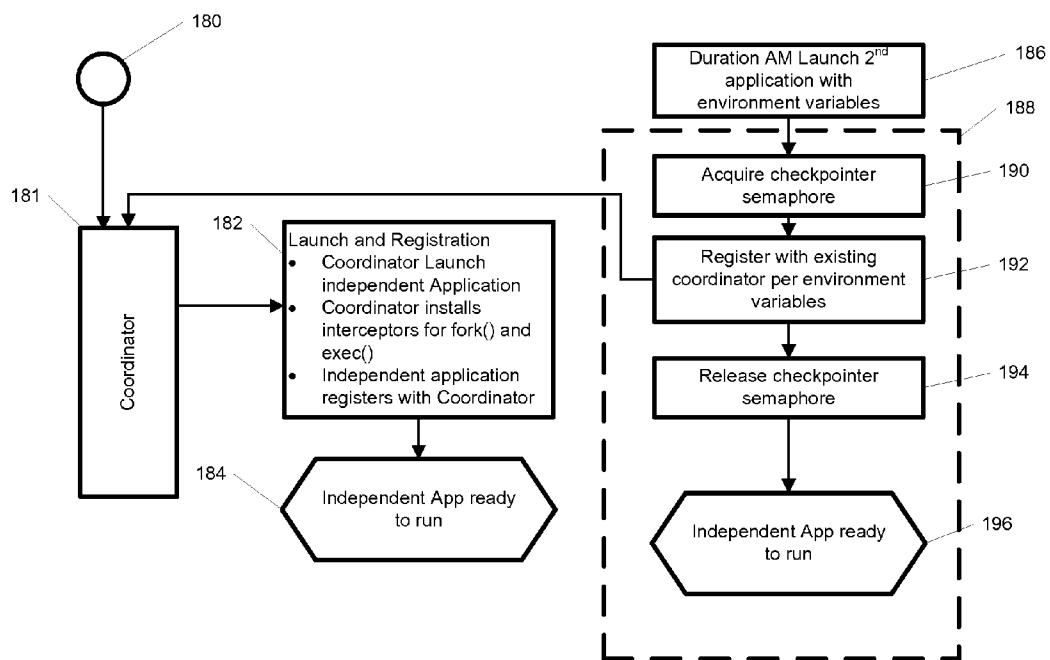 180
Duration AM Launch 2nd
application with
environment variables
186
188
Acquire checkpointer
semaphore
190
181
182
Launch and Registration
• Coordinator Launch
independent Application
• Coordinator installs
interceptors for fork() and
exec()
• Independent application
registers with Coordinator
Register with existing
coordinator per environment
variables
192
Coordinator
Release checkpointer
semaphore
194
184
Independent App ready
to run
Independent App ready
to run
196